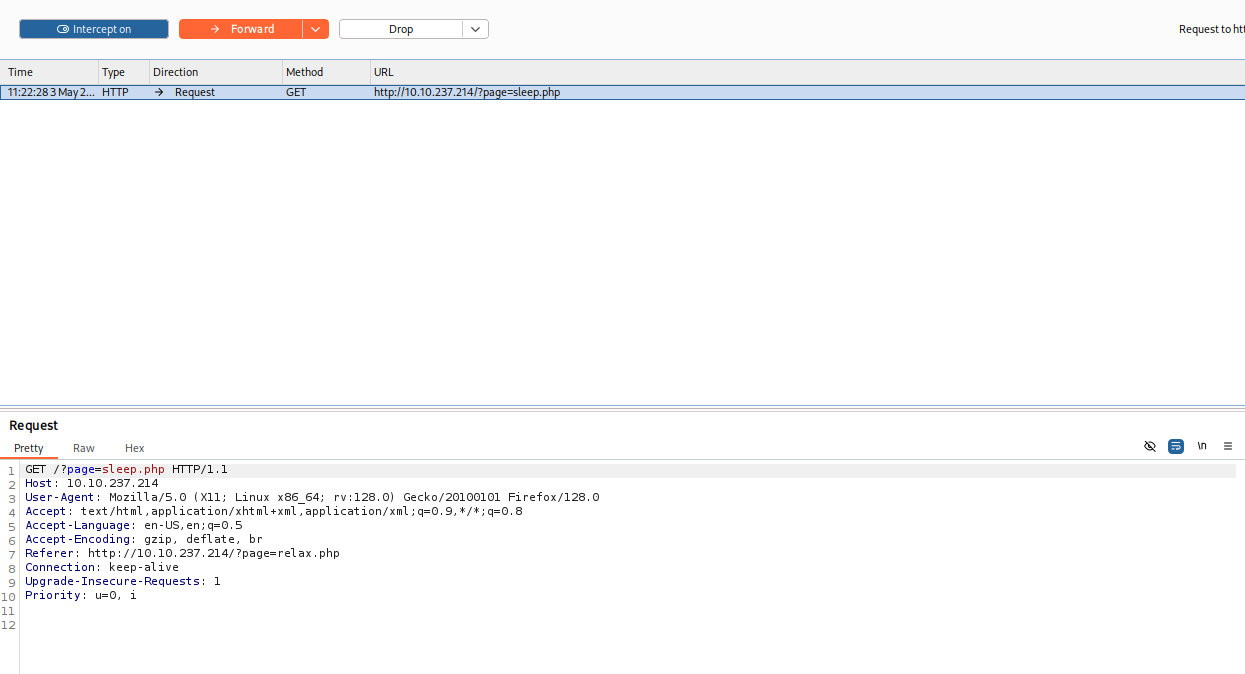 Intercept on Forward Drop Request to htt
Time Type Direction Method URL
11:22:28 3 May 2... HTTP → Request GET http://10.10.237.214/?page=sleep.php
Request
Pretty Raw Hex \n
1 GET /?page=sleep.php HTTP/1.1
2 Host: 10.10.237.214
3 User-Agent: Mozilla/5.0 (X11; Linux x86_64; rv:128.0) Gecko/20100101 Firefox/128.0
4 Accept: text/html,application/xhtml+xml,application/xml;q=0.9,*/*;q=0.8
5 Accept-Language: en-US,en;q=0.5
6 Accept-Encoding: gzip, deflate, br
7 Referer: http://10.10.237.214/?page=relax.php
8 Connection: keep-alive
9 Upgrade-Insecure-Requests: 1
10 Priority: u=0, i
11
12